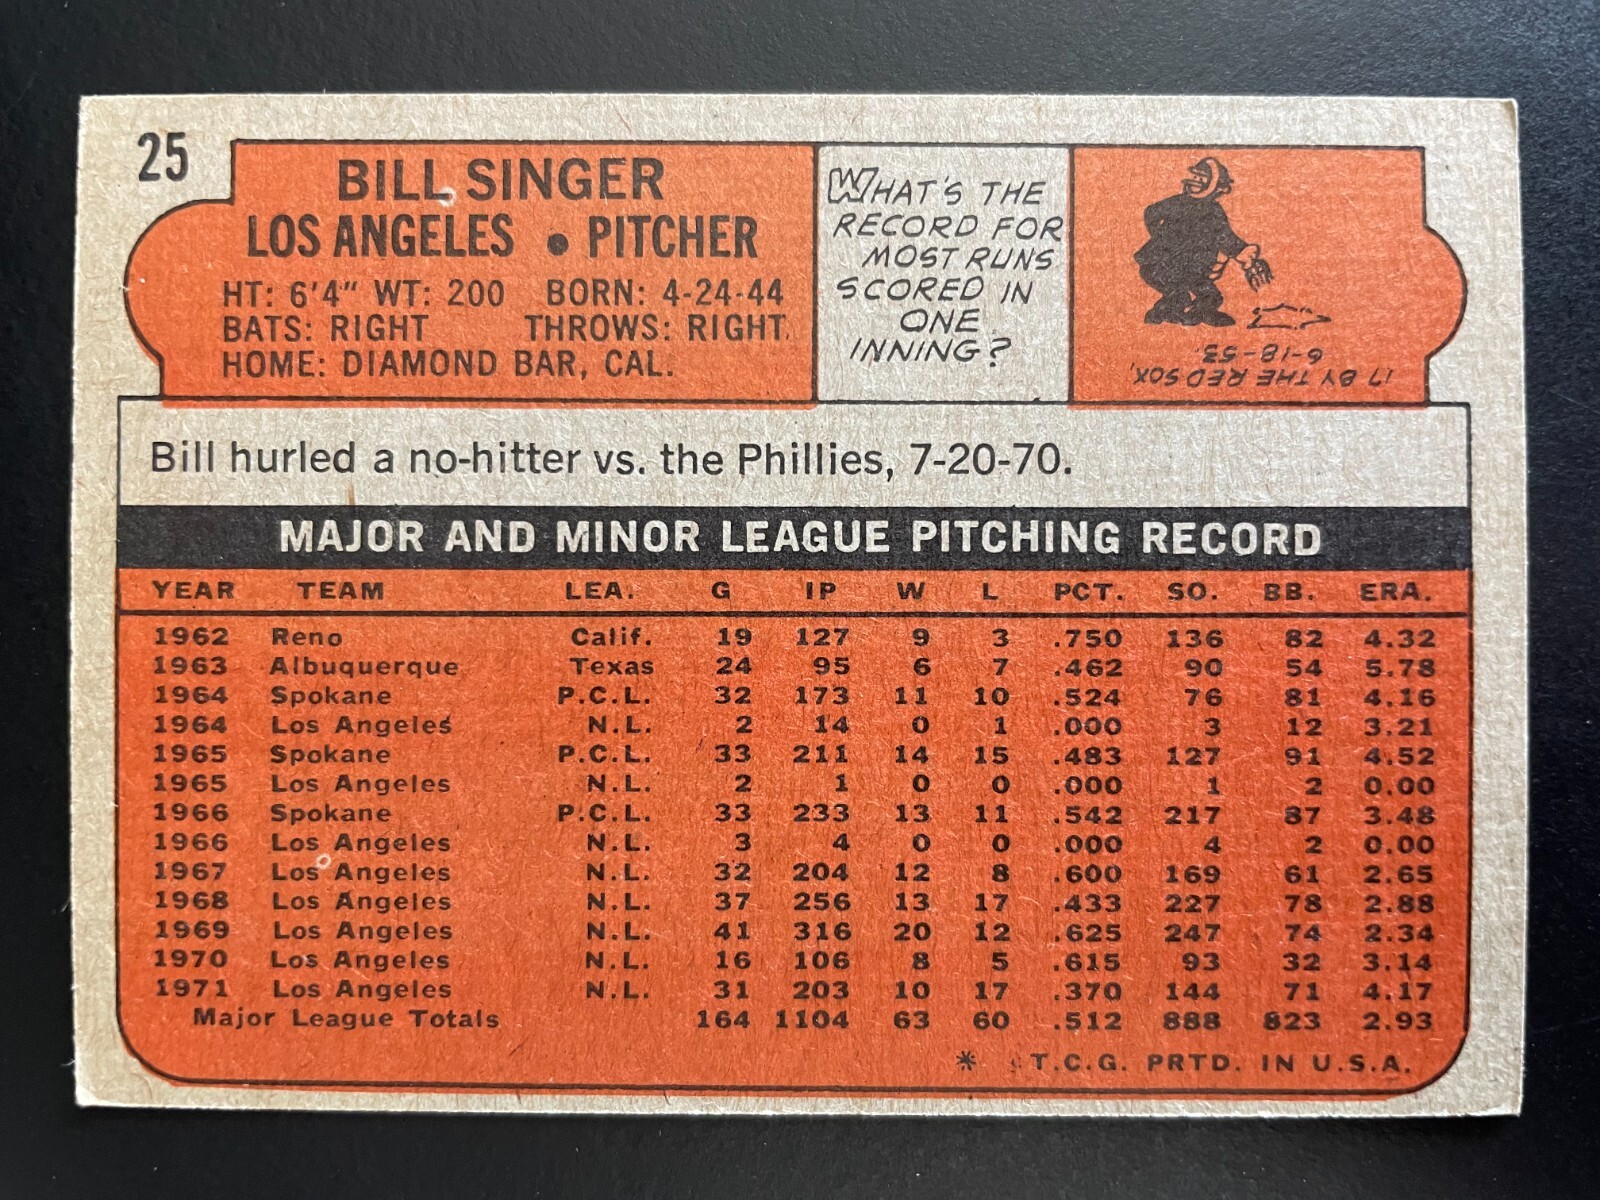 25
BILL SINGER
LOS ANGELES • PITCHER
HT: 6'4" WT: 200 BORN: 4-24-44
BATS: RIGHT THROWS: RIGHT.
HOME: DIAMOND BAR, CAL.
WHAT'S THE
RECORD FOR
MOST RUNS
SCORED IN
ONE
INNING?
17 BY THE RED SOX,
6-18-53.
Bill hurled a no-hitter vs. the Phillies, 7-20-70.
MAJOR AND MINOR LEAGUE PITCHING RECORD
YEAR TEAM LEA. G IP W L PCT. SO. BB. ERA.
1962 Reno Calif. 19 127 9 3 .750 136 82 4.32
1963 Albuquerque Texas 24 95 6 7 .462 90 54 5.78
1964 Spokane P.C.L. 32 173 11 10 .524 76 81 4.16
1964 Los Angeles N.L. 2 14 0 1 .000 3 12 3.21
1965 Spokane P.C.L. 33 211 14 15 .483 127 91 4.52
1965 Los Angeles N.L. 2 1 0 0 .000 1 2 0.00
1966 Spokane P.C.L. 33 233 13 11 .542 217 87 3.48
1966 Los Angeles N.L. 3 4 0 0 .000 4 2 0.00
1967 Los Angeles N.L. 32 204 12 8 .600 169 61 2.65
1968 Los Angeles N.L. 37 256 13 17 .433 227 78 2.88
1969 Los Angeles N.L. 41 316 20 12 .625 247 74 2.34
1970 Los Angeles N.L. 16 106 8 5 .615 93 32 3.14
1971 Los Angeles N.L. 31 203 10 17 .370 144 71 4.17
Major League Totals 164 1104 63 60 .512 888 823 2.93
* T.C.G. PRTD. IN U.S.A.